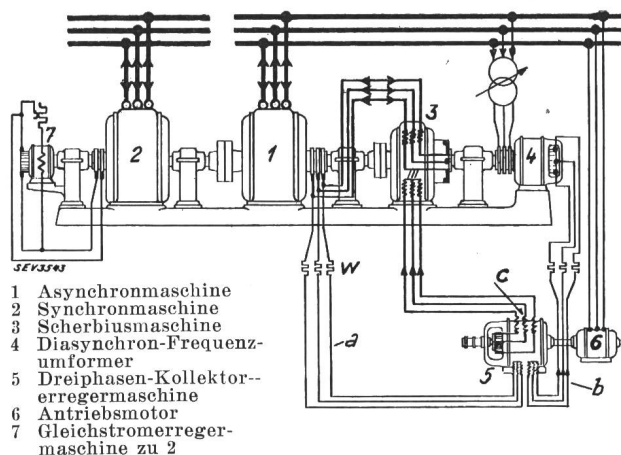 3
7
2
1
4
W
c
a
6
5
b
SEV3543
1 Asynchronmaschine
2 Synchronmaschine
3 Scherbiusmaschine
4 Diasynchron-Frequenz-
umformer
5 Dreiphasen-Kollektor--
erregermaschine
6 Antriebsmotor
7 Gleichstromerreger-
maschine zu 2